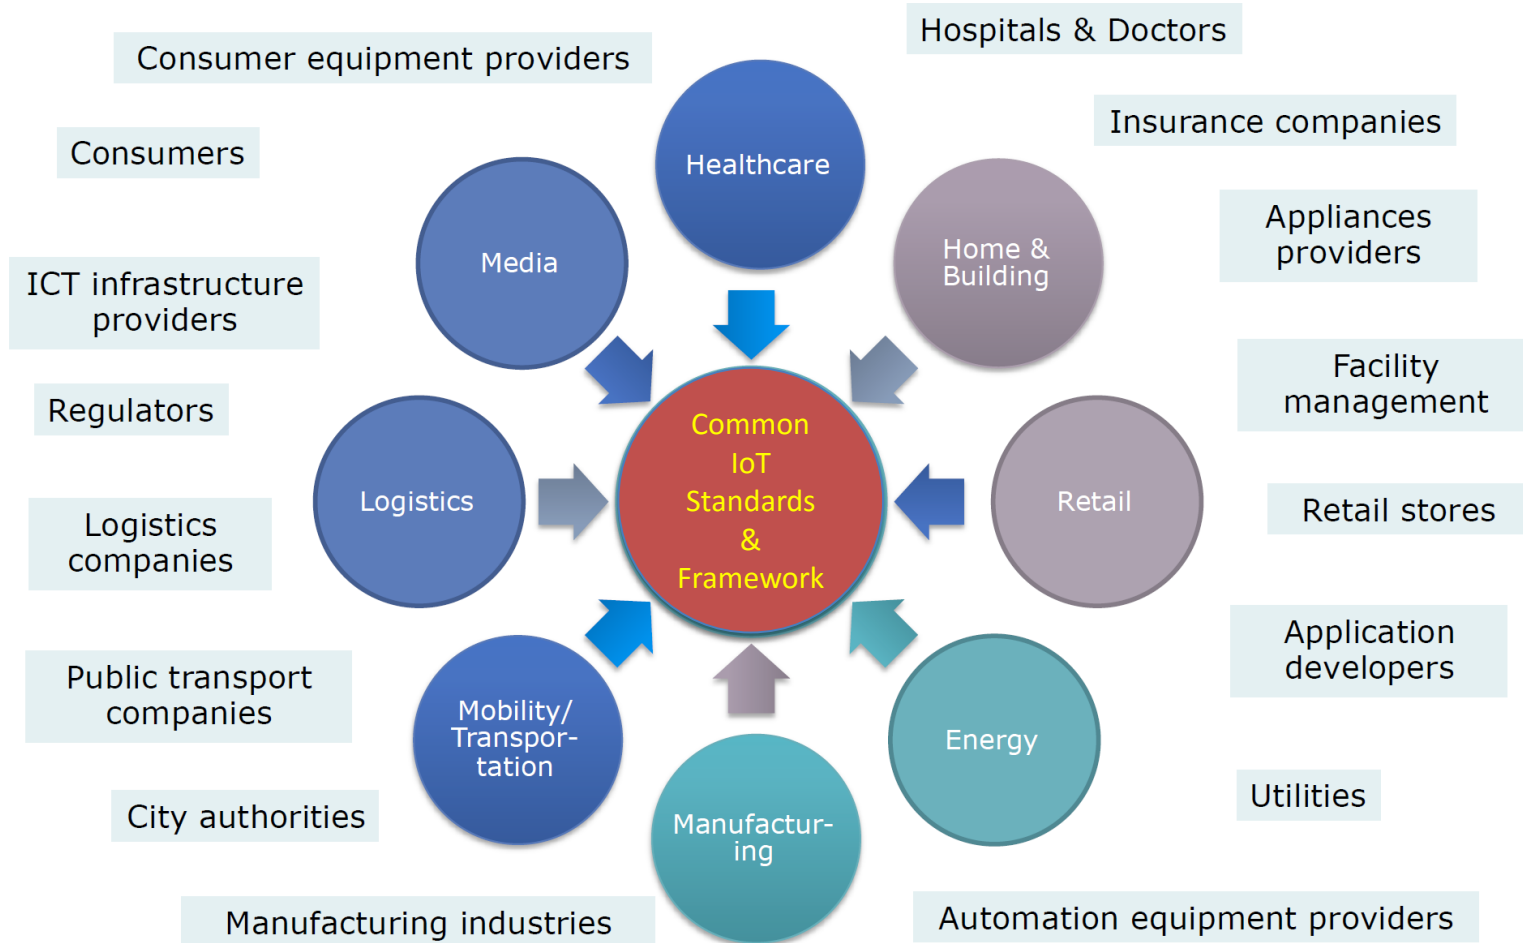 Hospitals & Doctors
Consumer equipment providers
Insurance companies
Consumers
Healthcare
Appliances
providers
Media
Home &
Building
ICT infrastructure
providers
Facility
management
Regulators
Common
IoT
Standards
&
Framework
Logistics
Retail
Retail stores
Logistics
companies
Application
developers
Public transport
companies
Mobility/
Transpor-
tation
Energy
Utilities
City authorities
Manufactur-
ing
Manufacturing industries
Automation equipment providers